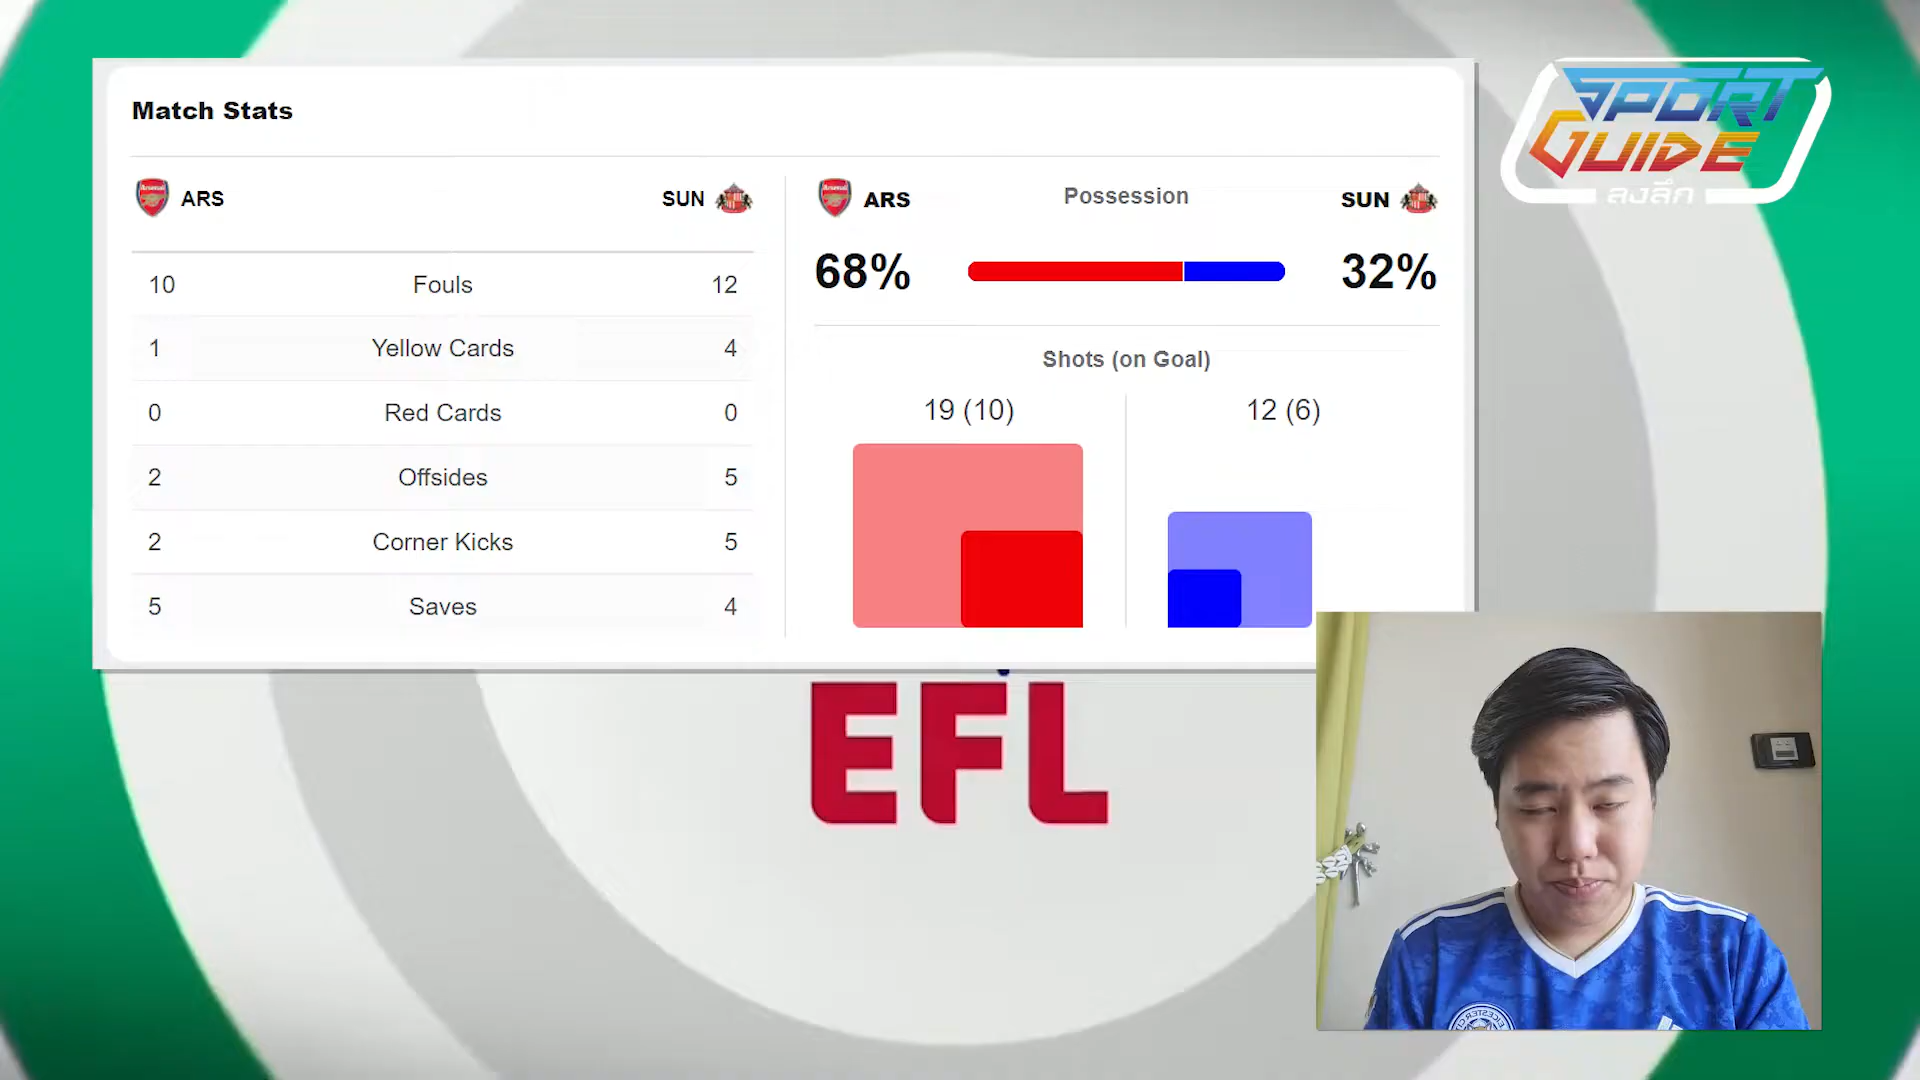 Match Stats
ARS
SUN
10 Fouls 12
1 Yellow Cards 4
0 Red Cards 0
2 Offsides 5
2 Corner Kicks 5
5 Saves 4
ARS Possession SUN
68% 32%
Shots (on Goal)
19 (10) 12 (6)
SPORT
GUIDE
ลงลึก
EFL